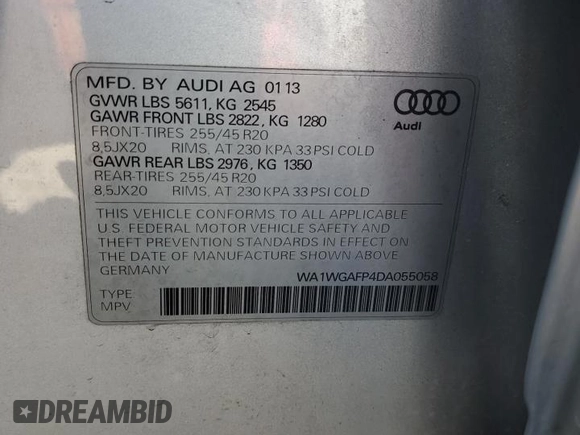 MFD. BY AUDI AG 01 13
GVWR LBS 5611, KG 2545
GAWR FRONT LBS 2822, KG 1280
FRONT-TIRES 255/45 R20
8,5JX20 RIMS. AT 230 KPA 33 PSI COLD
GAWR REAR LBS 2976, KG 1350
REAR-TIRES 255/45 R20
8,5JX20 RIMS. AT 230 KPA 33 PSI COLD
Audi
THIS VEHICLE CONFORMS TO ALL APPLICABLE
U.S. FEDERAL MOTOR VEHICLE SAFETY AND
THEFT PREVENTION STANDARDS IN EFFECT ON
THE DATE OF MANUFACTURE SHOWN ABOVE.
GERMANY
WA1WGAFP4DA055058
TYPE:
MPV
DREAMBID